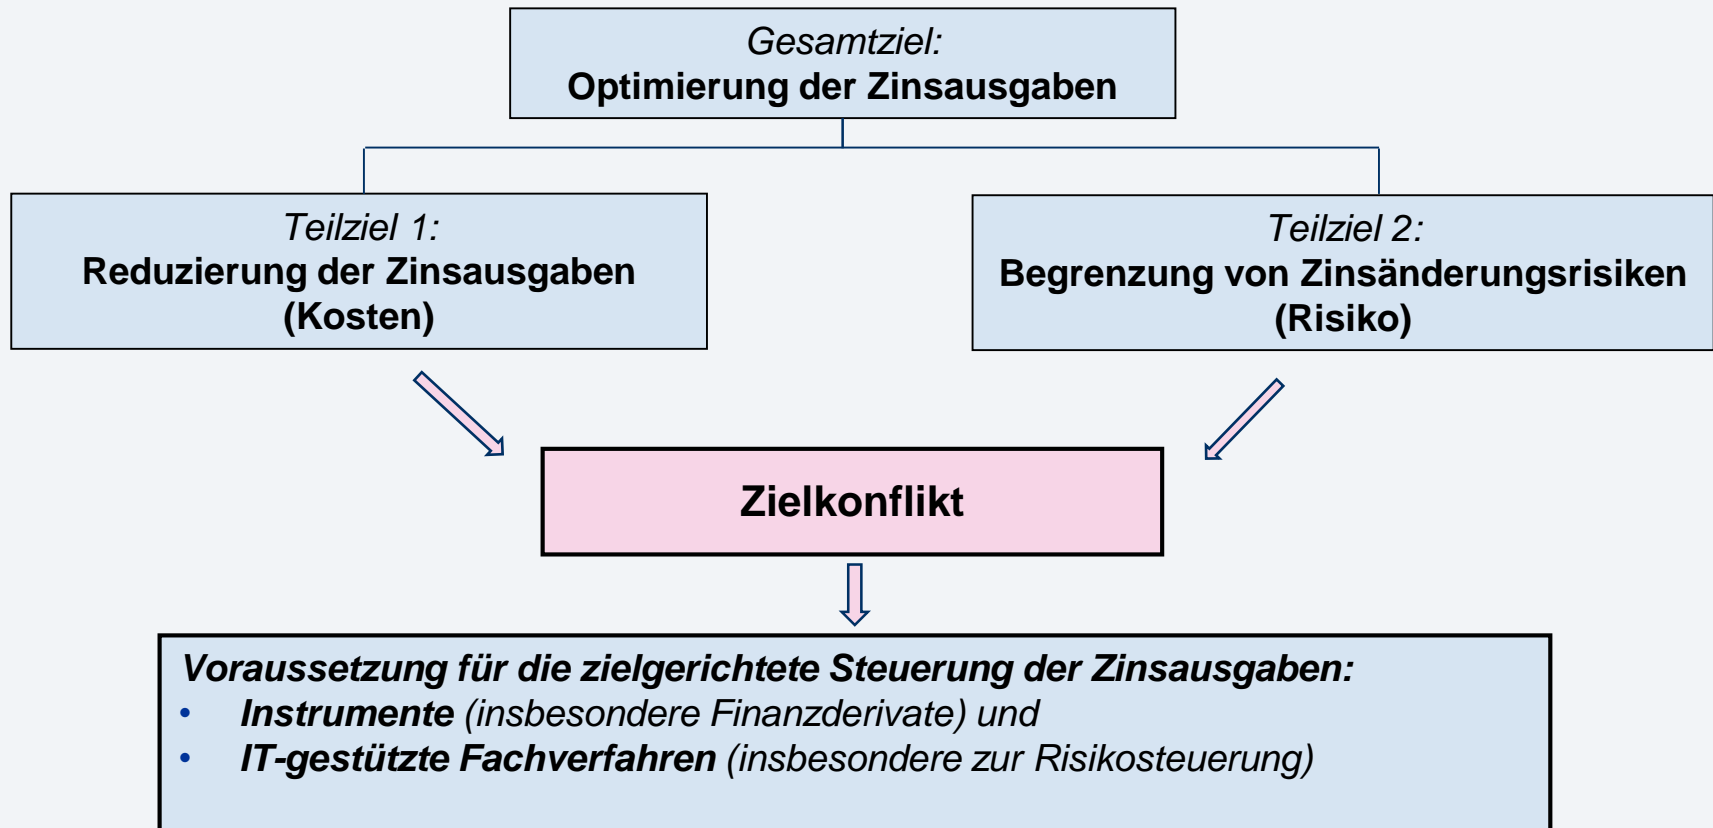 Gesamtziel:
Optimierung der Zinsausgaben
Teilziel 1:
Reduzierung der Zinsausgaben
(Kosten)
Teilziel 2:
Begrenzung von Zinsänderungsrisiken
(Risiko)
Zielkonflikt
Voraussetzung für die zielgerichtete Steuerung der Zinsausgaben:
• Instrumente (insbesondere Finanzderivate) und
• IT-gestützte Fachverfahren (insbesondere zur Risikosteuerung)